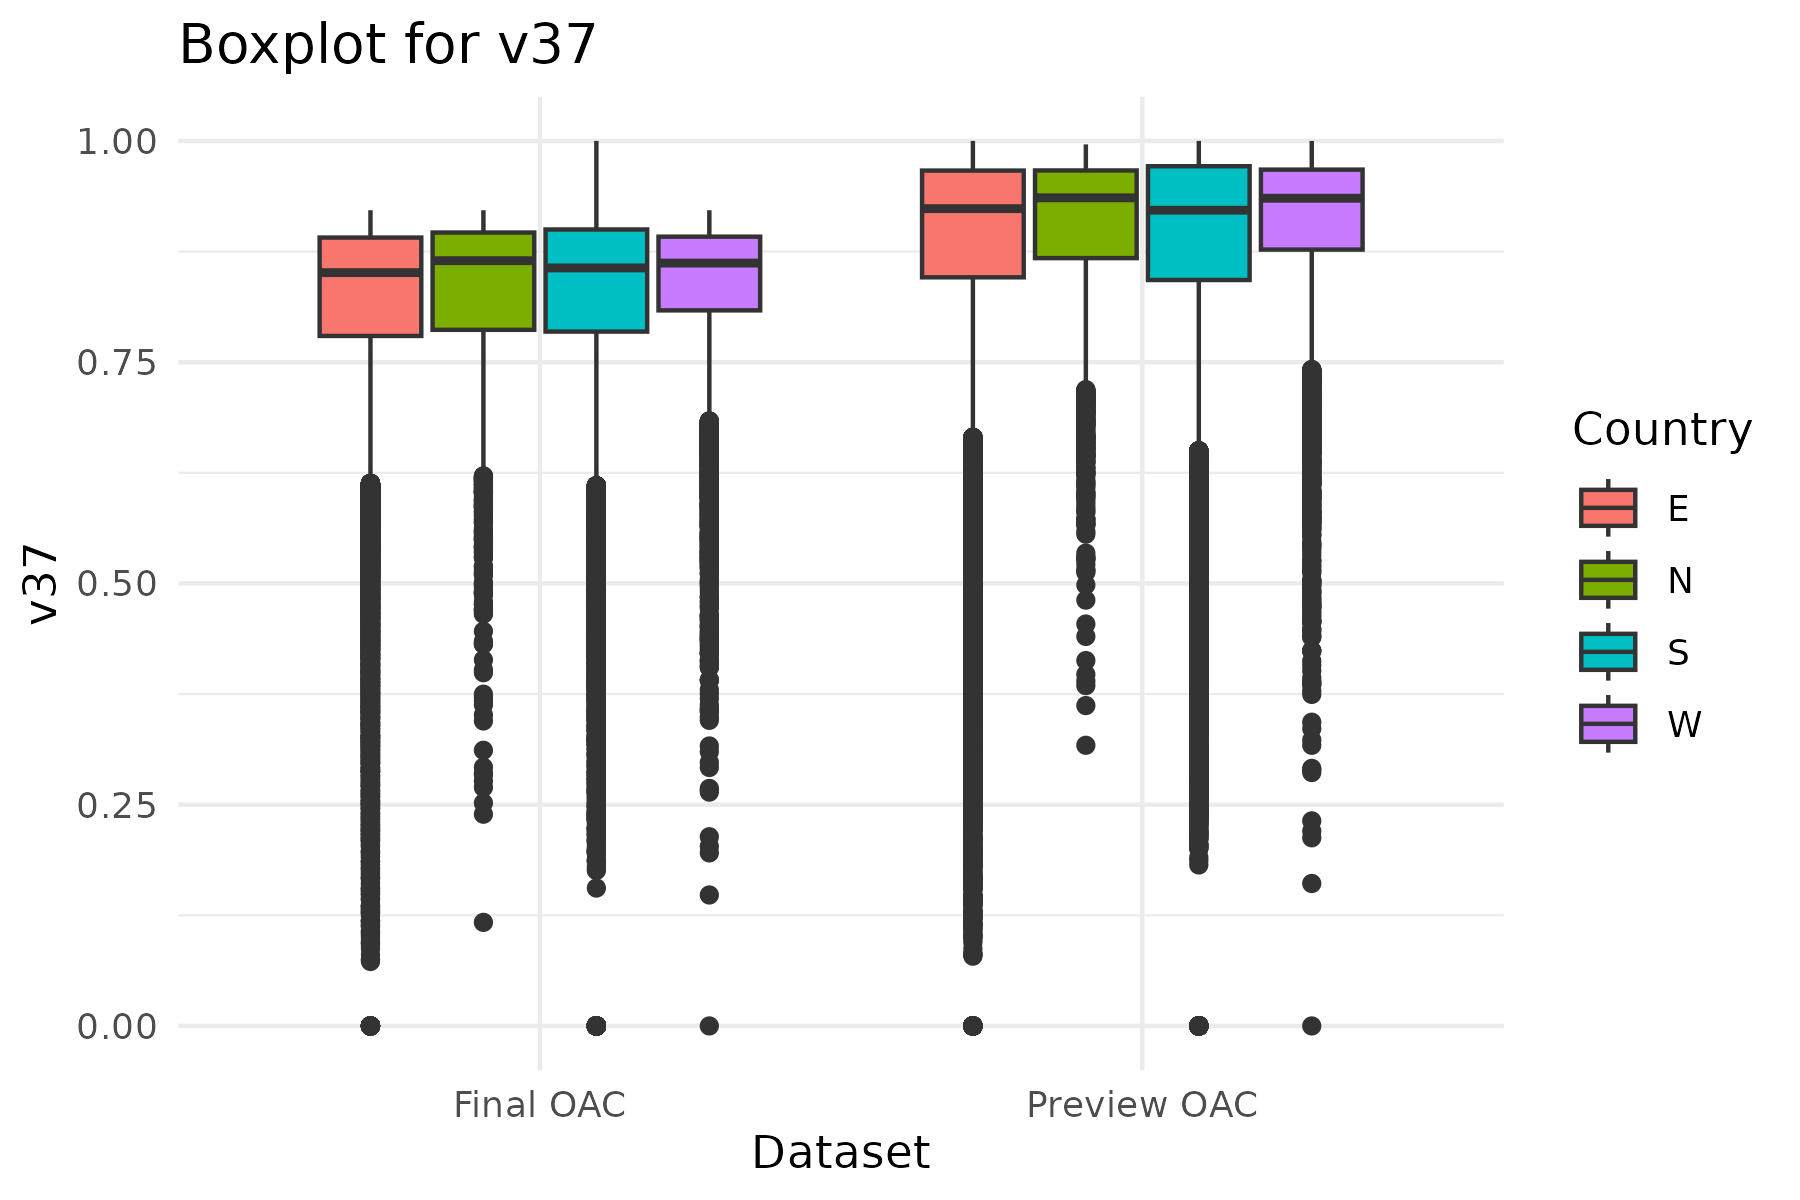 Boxplot for v37
v37
1.00
0.75
0.50
0.25
0.00
Final OAC
Preview OAC
Dataset
Country
E
N
S
W